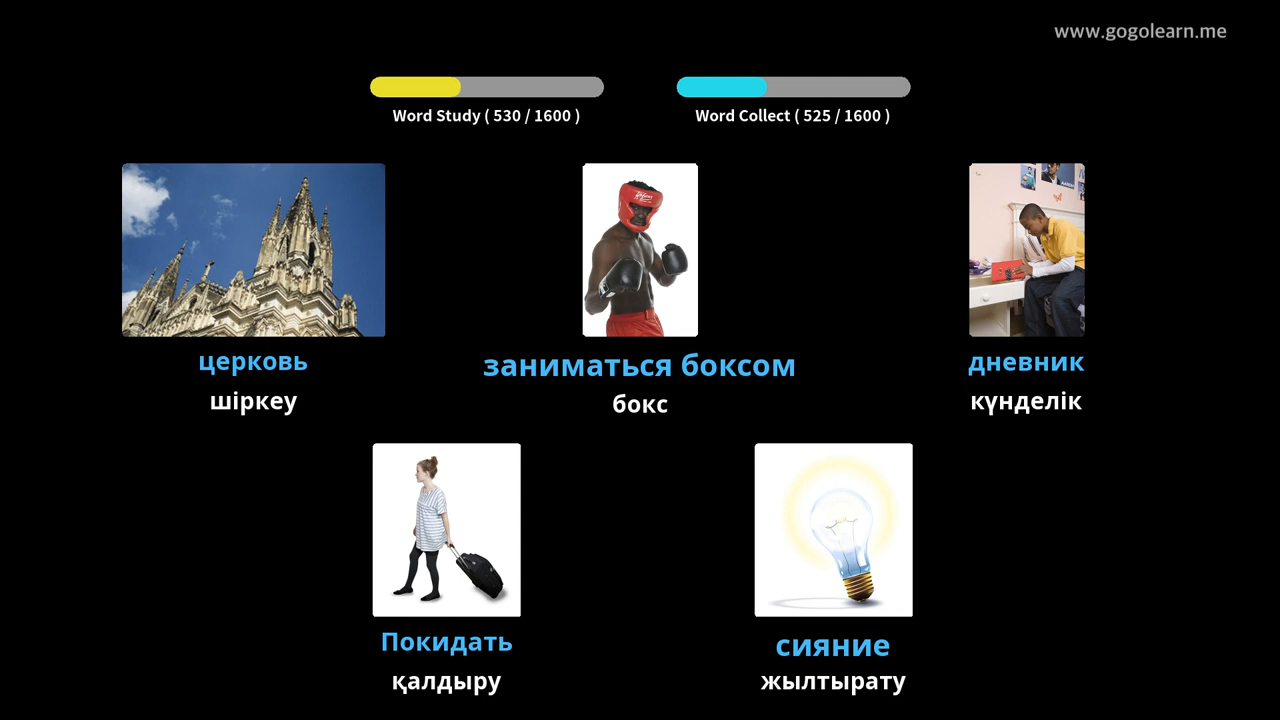 www.gogolearn.me
Word Study ( 530 / 1600 )
Word Collect ( 525 / 1600 )
церковь
шіркеу
заниматься боксом
бокс
дневник
күнделік
Покидать
қалдыру
сияние
жылтырату